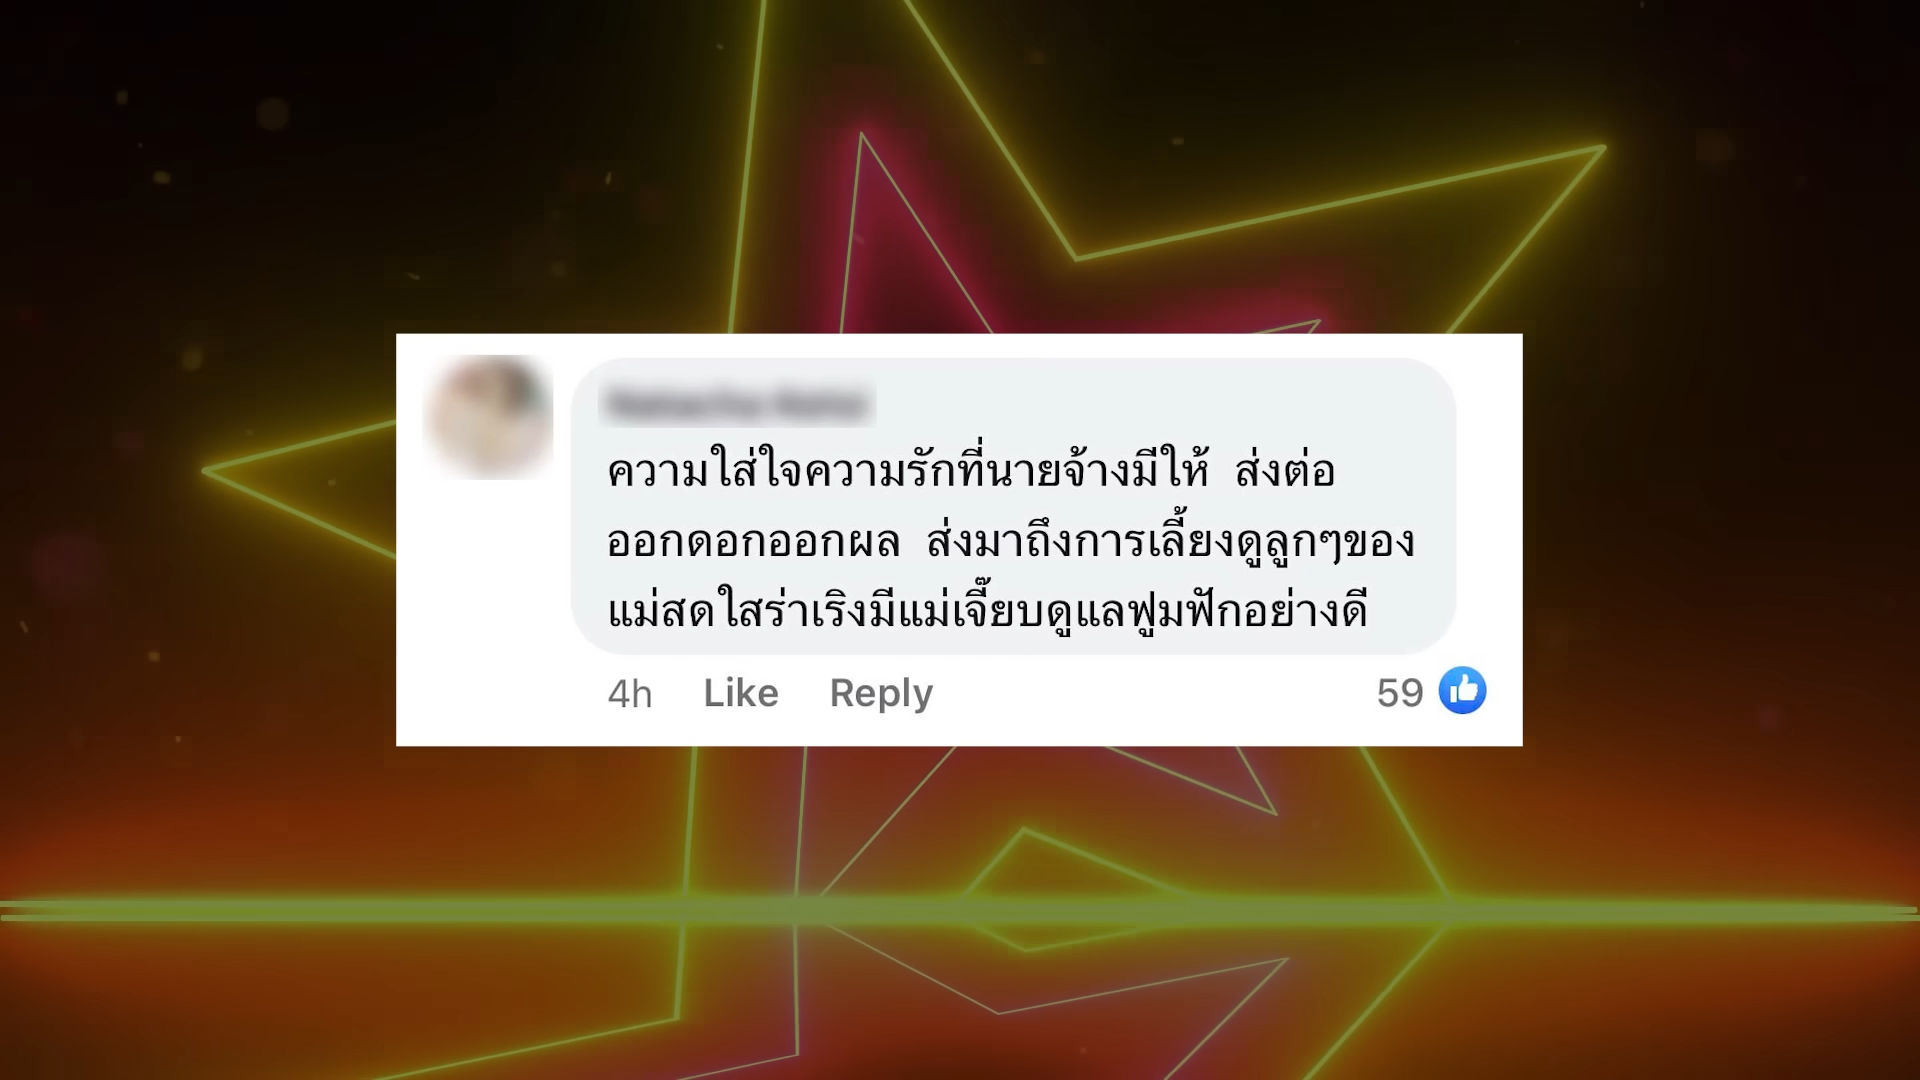 ความใส่ใจความรักที่นายจ้างมีให้ ส่งต่อ
ออกดอกออกผล ส่งมาถึงการเลี้ยงดูลูกๆของ
แม่สดใสร่าเริงมีแม่เจี๊ยบดูแลฟูมฟักอย่างดี
4h Like Reply 59